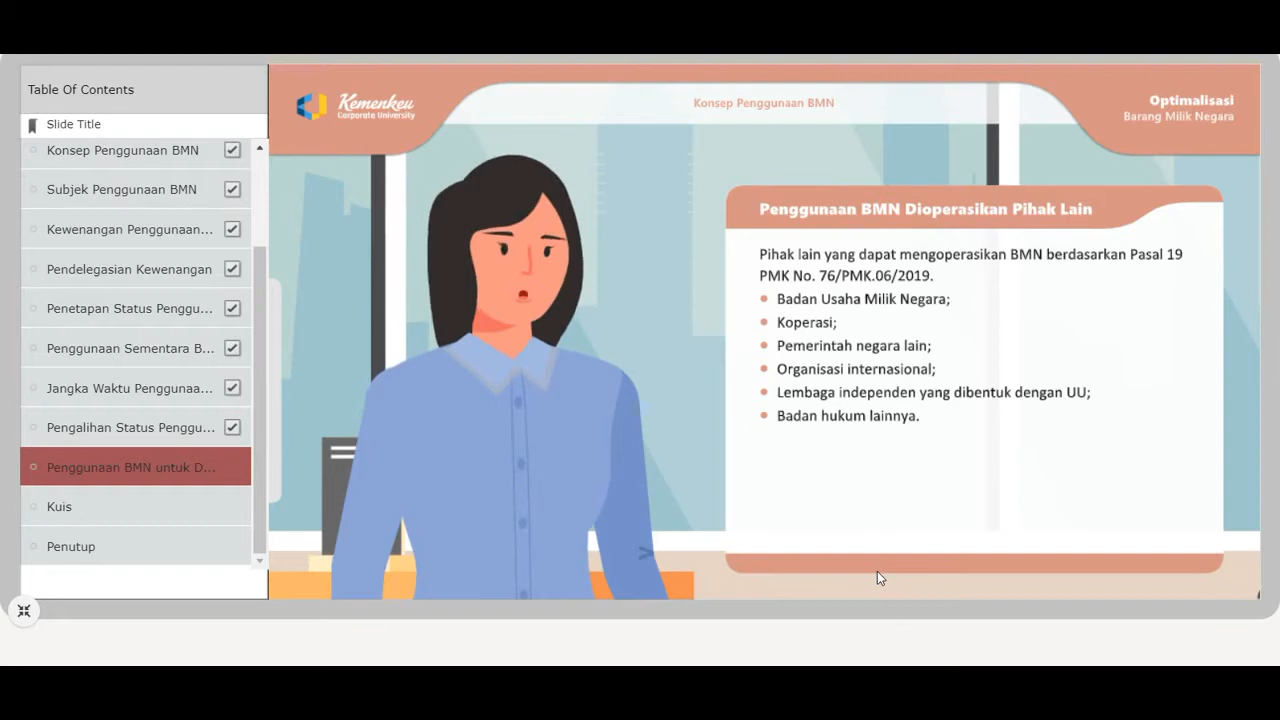 Table Of Contents
Slide Title
Konsep Penggunaan BMN
Subjek Penggunaan BMN
Kewenangan Penggunaan...
Pendelegasian Kewenangan
Penetapan Status Penggu...
Penggunaan Sementara B...
Jangka Waktu Penggunaa...
Pengalihan Status Penggu...
Penggunaan BMN untuk D...
Kuis
Penutup
Kemenkeu
Corporate University
Konsep Penggunaan BMN
Optimalisasi
Barang Milik Negara
Penggunaan BMN Dioperasikan Pihak Lain
Pihak lain yang dapat mengoperasikan BMN berdasarkan Pasal 19
PMK No. 76/PMK.06/2019.
Badan Usaha Milik Negara;
Koperasi;
Pemerintah negara lain;
Organisasi internasional;
Lembaga independen yang dibentuk dengan UU;
Badan hukum lainnya.